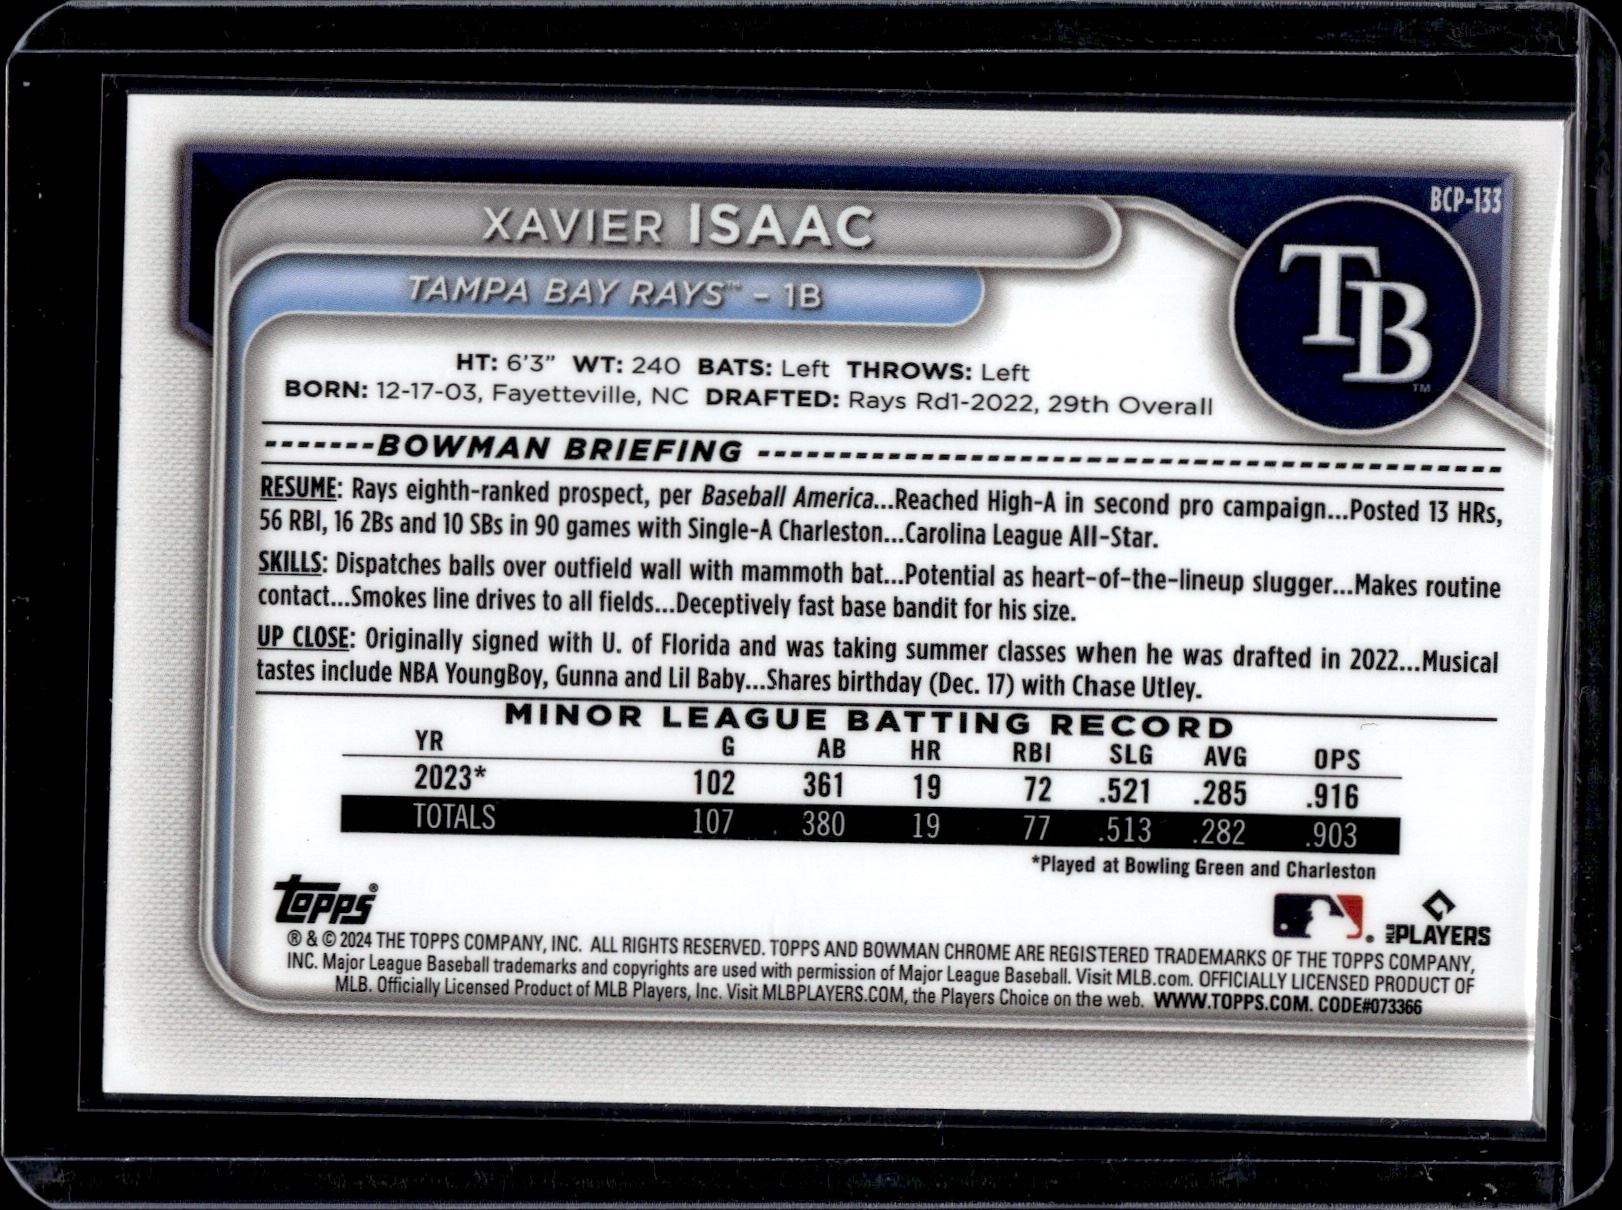 BCP-133
XAVIER ISAAC
TAMPA BAY RAYS™ - 1B
TB™
HT: 6'3" WT: 240 BATS: Left THROWS: Left
BORN: 12-17-03, Fayetteville, NC DRAFTED: Rays Rd1-2022, 29th Overall
BOWMAN BRIEFING
RESUME: Rays eighth-ranked prospect, per Baseball America...Reached High-A in second pro campaign...Posted 13 HRs,
56 RBI, 16 2Bs and 10 SBs in 90 games with Single-A Charleston...Carolina League All-Star.
SKILLS: Dispatches balls over outfield wall with mammoth bat...Potential as heart-of-the-lineup slugger...Makes routine
contact...Smokes line drives to all fields...Deceptively fast base bandit for his size.
UP CLOSE: Originally signed with U. of Florida and was taking summer classes when he was drafted in 2022...Musical
tastes include NBA YoungBoy, Gunna and Lil Baby...Shares birthday (Dec. 17) with Chase Utley.
MINOR LEAGUE BATTING RECORD
YR G AB HR RBI SLG AVG OPS
2023* 102 361 19 72 .521 .285 .916
TOTALS 107 380 19 77 .513 .282 .903
*Played at Bowling Green and Charleston
topps®
MLB PLAYERS
® & © 2024 THE TOPPS COMPANY, INC. ALL RIGHTS RESERVED. TOPPS AND BOWMAN CHROME ARE REGISTERED TRADEMARKS OF THE TOPPS COMPANY,
INC. Major League Baseball trademarks and copyrights are used with permission of Major League Baseball. Visit MLB.com. OFFICIALLY LICENSED PRODUCT OF
MLB. Officially Licensed Product of MLB Players, Inc. Visit MLBPLAYERS.COM, the Players Choice on the web. WWW.TOPPS.COM. CODE#073366